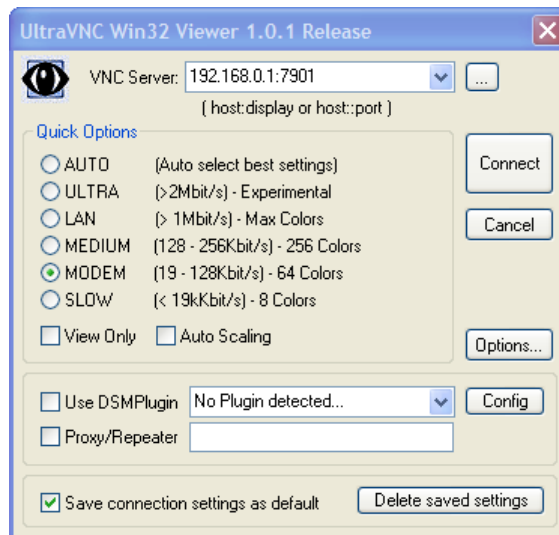 UltraVNC Win32 Viewer 1.0.1 Release
VNC Server: 192.168.0.1:7901 ...
( host:display or host::port )
Quick Options
AUTO (Auto select best settings)
ULTRA (>2Mbit/s) - Experimental
LAN (> 1Mbit/s) - Max Colors
MEDIUM (128 - 256Kbit/s) - 256 Colors
MODEM (19 - 128Kbit/s) - 64 Colors
SLOW (< 19kKbit/s) - 8 Colors
View Only Auto Scaling
Connect
Cancel
Options...
Use DSMPlugin No Plugin detected... Config
Proxy/Repeater
Save connection settings as default Delete saved settings